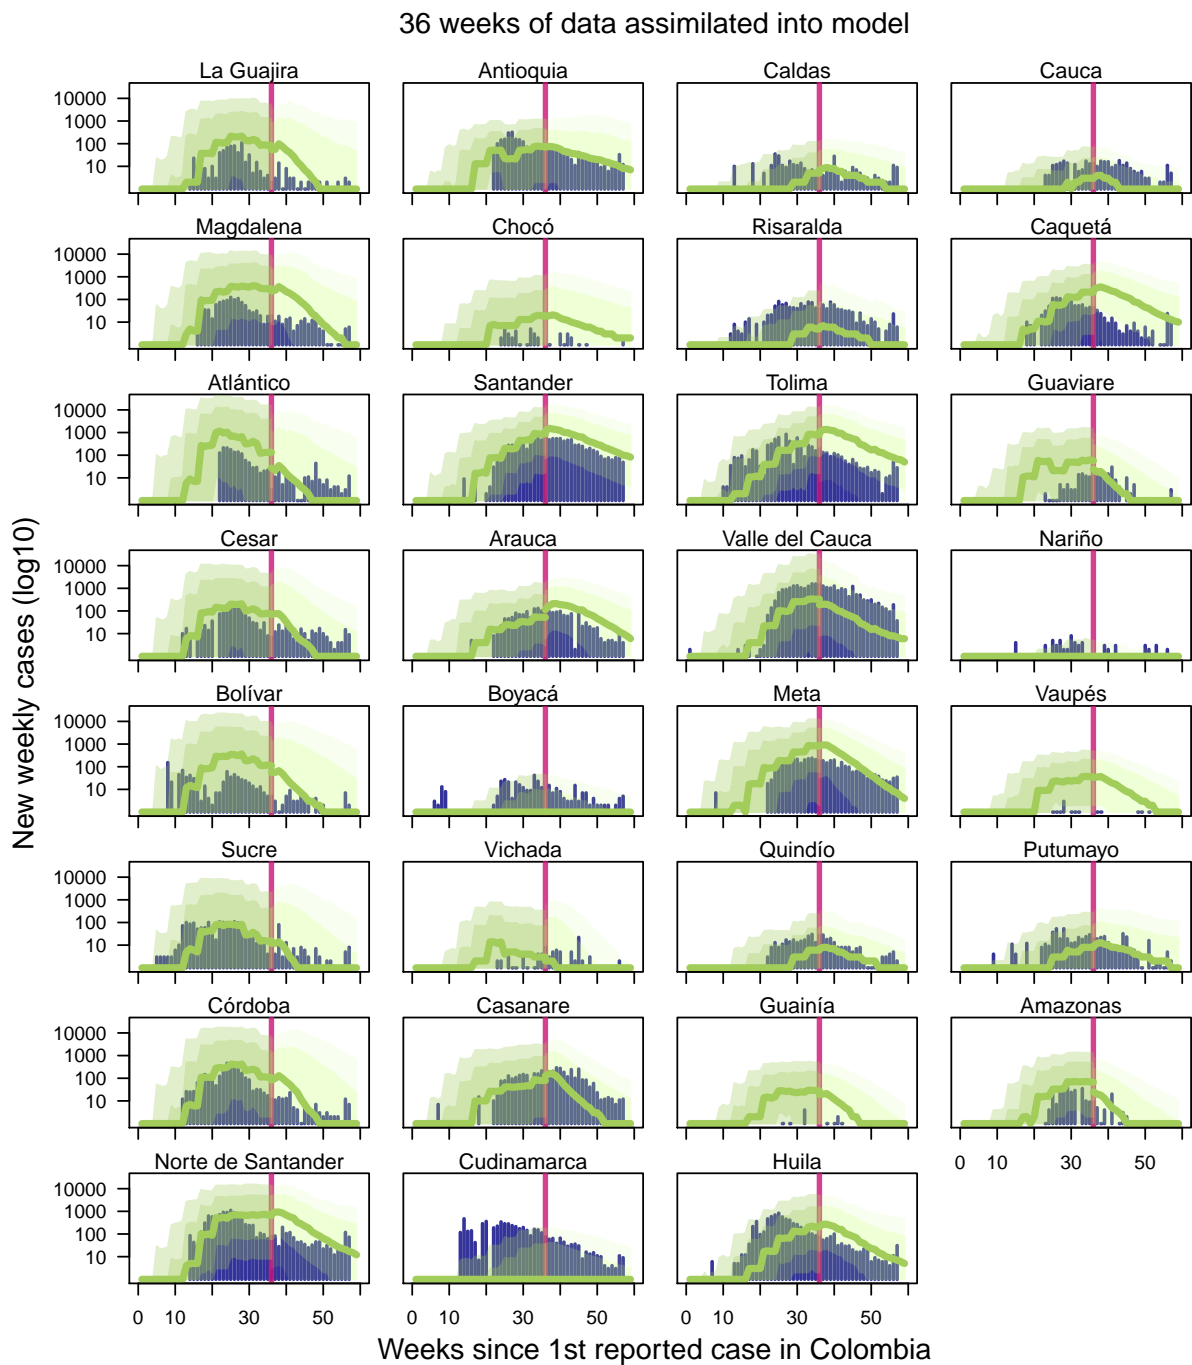 36 weeks of data assimilated into model
La Guajira Antioquia Caldas Cauca
10000
1000
100
10
Magdalena Chocó Risaralda Caquetá
10000
1000
100
10
Atlántico Santander Tolima Guaviare
10000
1000
100
10
Cesar Arauca Valle del Cauca Nariño
10000
1000
100
10
Bolívar Boyacá Meta Vaupés
10000
1000
100
10
Sucre Vichada Quindío Putumayo
10000
1000
100
10
Córdoba Casanare Guainía Amazonas
10000
1000
100
10
0 10 30 50
Norte de Santander Cudinamarca Huila
10000
1000
100
10
0 10 30 50 0 10 30 50 0 10 30 50
New weekly cases (log10)
Weeks since 1st reported case in Colombia